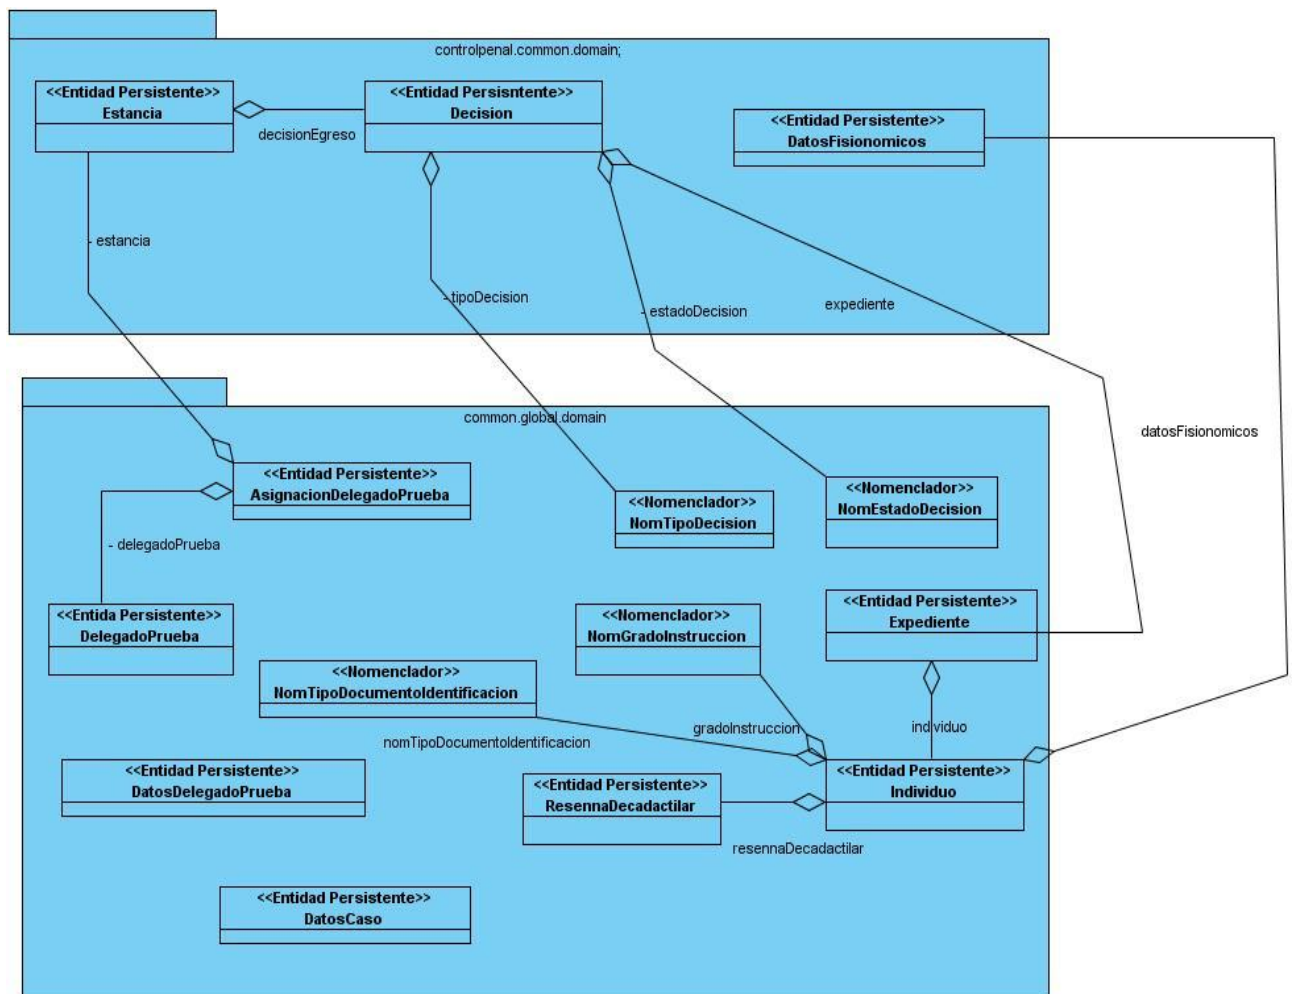 controlpenal.common.domain;
<<Entidad Persistente>>
Estancia
<<Entidad Persisntente>>
Decision
<<Entidad Persistente>>
DatosFisionomicos
decisionEgreso
- estancia
- tipoDecision
- estadoDecision
expediente
common.global.domain
datosFisionomicos
<<Entidad Persistente>>
AsignacionDelegadoPrueba
<<Nomenclador>>
NomTipoDecision
<<Nomenclador>>
NomEstadoDecision
- delegadoPrueba
<<Entida Persistente>>
DelegadoPrueba
<<Nomenclador>>
NomGradoInstruccion
<<Entidad Persistente>>
Expediente
<<Nomenclador>>
NomTipoDocumentoIdentificacion
gradoInstruccion
individuo
nomTipoDocumentoIdentificacion
<<Entidad Persistente>>
DatosDelegadoPrueba
<<Entidad Persistente>>
ResennaDecadactilar
<<Entidad Persistente>>
Individuo
resennaDecadactilar
<<Entidad Persistente>>
DatosCaso